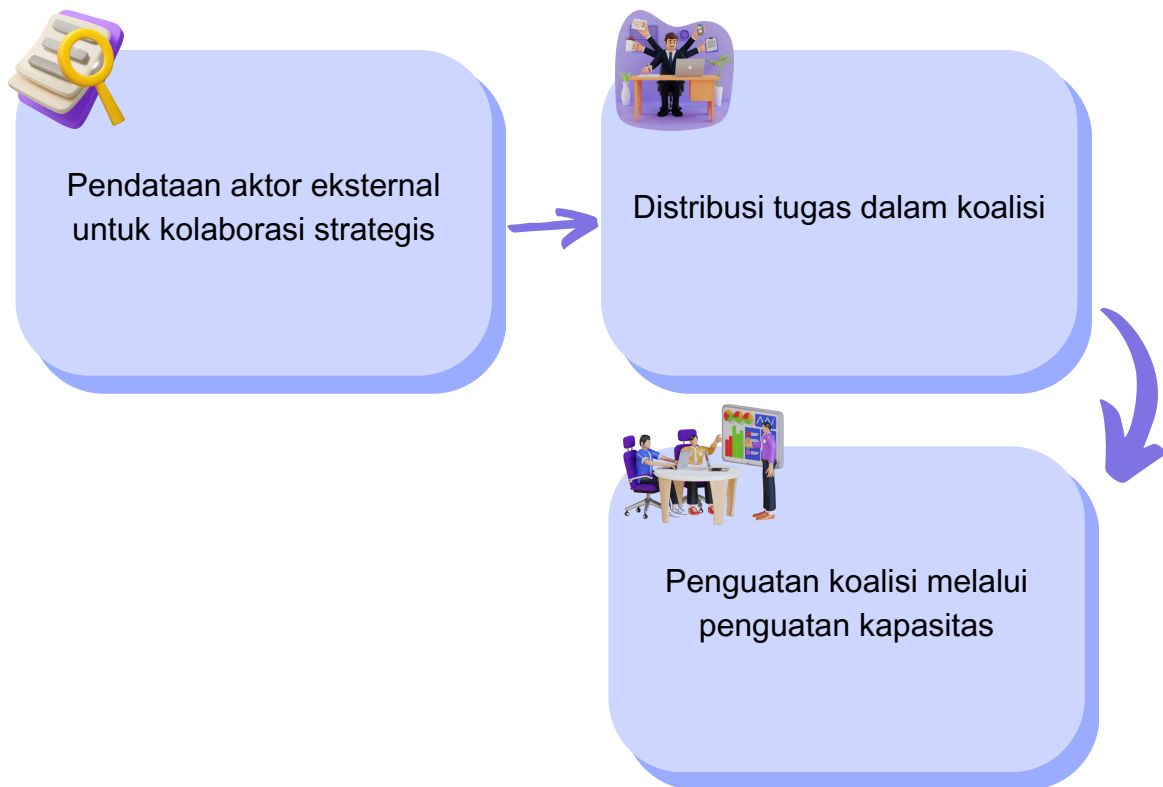 Pendataan aktor eksternal
untuk kolaborasi strategis
Distribusi tugas dalam koalisi
Penguatan koalisi melalui
penguatan kapasitas